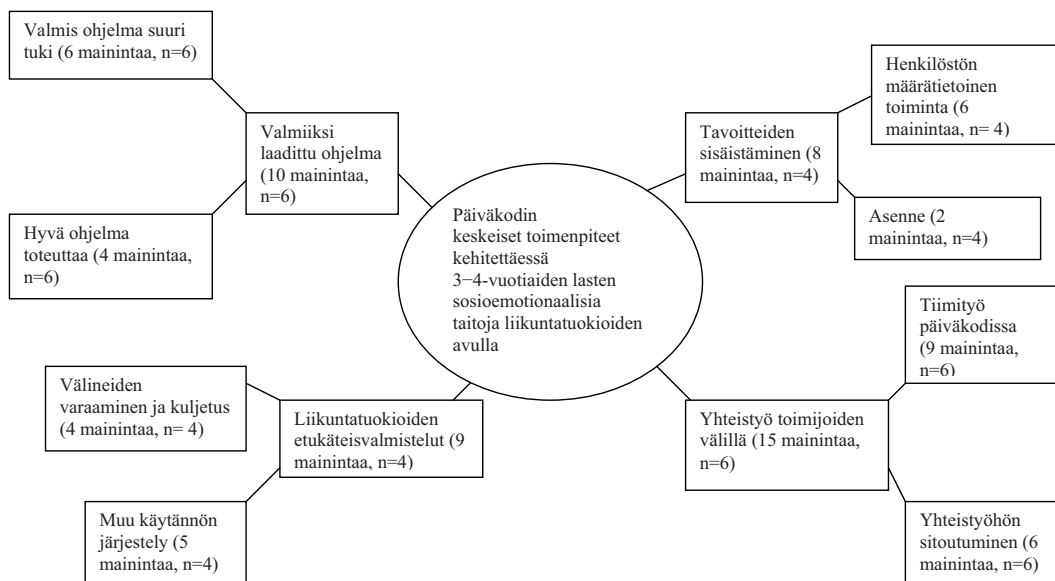 Valmis ohjelma suuri
tuki (6 mainintaa, n=6)
Valmiiksi
laadittu ohjelma
(10 mainintaa,
n=6)
Hyvä ohjelma
toteuttaa (4 mainintaa,
n=6)
Henkilöstön
määrätietoinen
toiminta (6
mainintaa, n= 4)
Tavoitteiden
sisäistäminen (8
mainintaa, n=4)
Asenne (2
mainintaa, n=4)
Päiväkodin
keskeiset toimenpiteet
kehitettäessä
3−4-vuotiaiden lasten
sosioemotionaalisia
taitoja liikuntatuokioiden
avulla
Välineiden
varaaminen ja kuljetus
(4 mainintaa, n= 4)
Liikuntatuokioiden
etukäteisvalmistelut (9
mainintaa, n=4)
Muu käytännön
järjestely (5
mainintaa, n=4)
Tiimityö
päiväkodissa
(9 mainintaa,
n=6)
Yhteistyö toimijoiden
välillä (15 mainintaa,
n=6)
Yhteistyöhön
sitoutuminen (6
mainintaa, n=6)